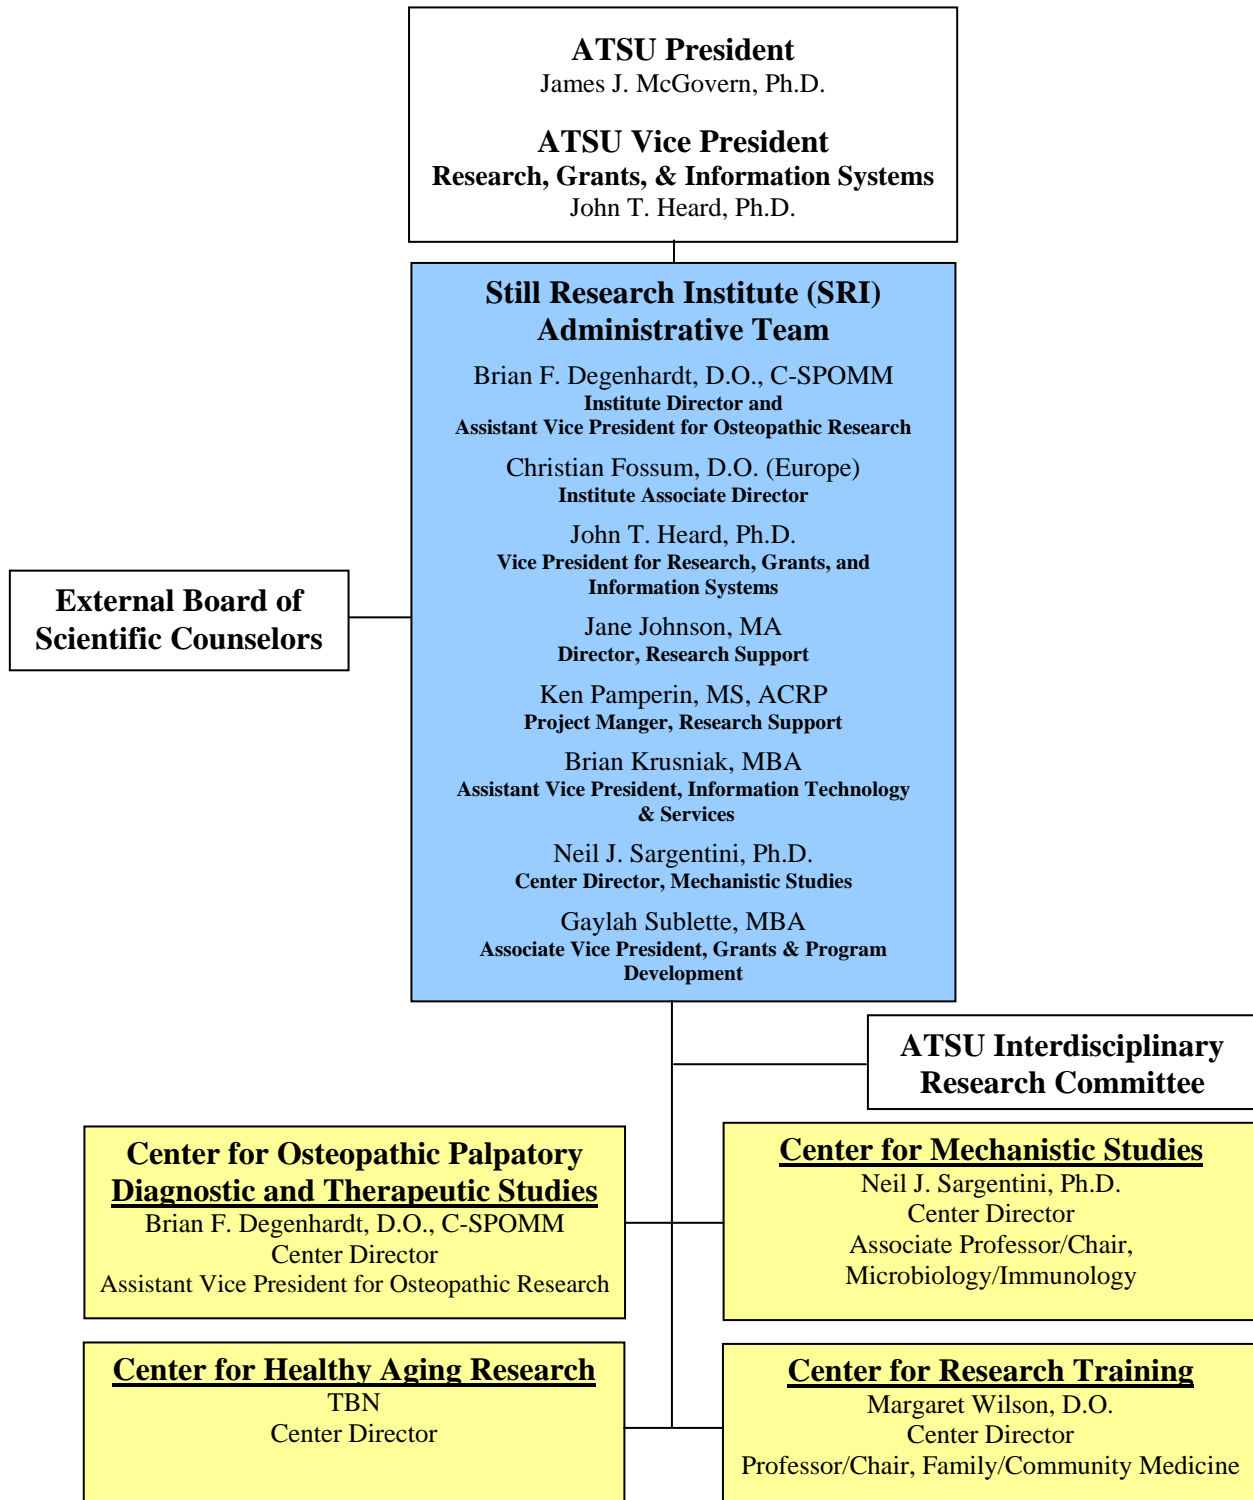 ATSU President
James J. McGovern, Ph.D.
ATSU Vice President
Research, Grants, & Information Systems
John T. Heard, Ph.D.
Still Research Institute (SRI)
Administrative Team
Brian F. Degenhardt, D.O., C-SPOMM
Institute Director and
Assistant Vice President for Osteopathic Research
Christian Fossum, D.O. (Europe)
Institute Associate Director
John T. Heard, Ph.D.
Vice President for Research, Grants, and
Information Systems
Jane Johnson, MA
Director, Research Support
Ken Pamperin, MS, ACRP
Project Manger, Research Support
Brian Krusniak, MBA
Assistant Vice President, Information Technology
& Services
Neil J. Sargentini, Ph.D.
Center Director, Mechanistic Studies
Gaylah Sublette, MBA
Associate Vice President, Grants & Program
Development
External Board of
Scientific Counselors
ATSU Interdisciplinary
Research Committee
Center for Osteopathic Palpatory
Diagnostic and Therapeutic Studies
Brian F. Degenhardt, D.O., C-SPOMM
Center Director
Assistant Vice President for Osteopathic Research
Center for Mechanistic Studies
Neil J. Sargentini, Ph.D.
Center Director
Associate Professor/Chair,
Microbiology/Immunology
Center for Healthy Aging Research
TBN
Center Director
Center for Research Training
Margaret Wilson, D.O.
Center Director
Professor/Chair, Family/Community Medicine